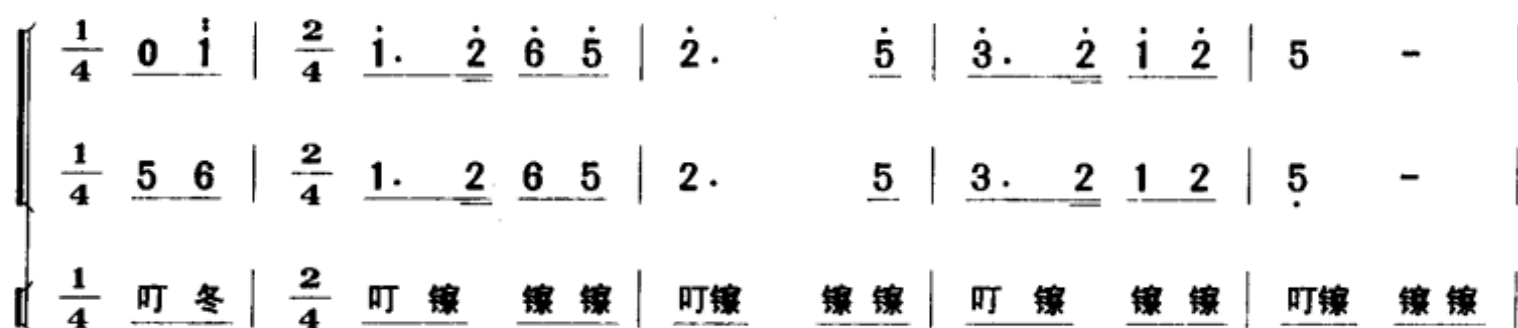 1/4 0 1̈ | 2/4 1̇. 2̇ 6̇ 5̇ | 2̇. 5̇ | 3̇. 2̇ 1̇ 2̇ | 5 - |
1/4 5 6 | 2/4 1. 2 6 5 | 2. 5 | 3. 2 1 2 | 5̣ - |
1/4 叮 冬 | 2/4 叮 镲 镲 镲 | 叮镲 镲 镲 | 叮 镲 镲 镲 | 叮镲 镲 镲 |